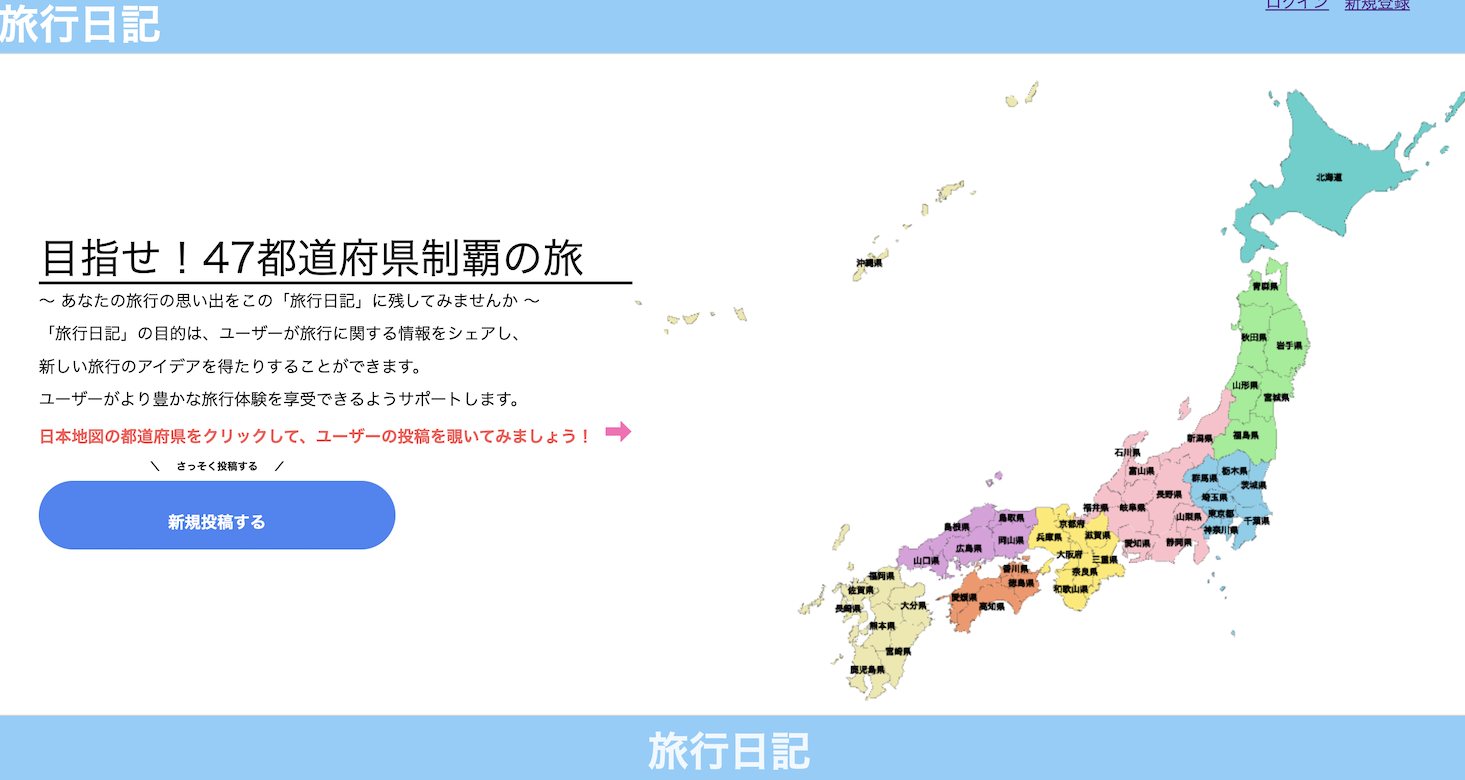 旅行日記
ログイン 新規登録
目指せ！47都道府県制覇の旅
〜 あなたの旅行の思い出をこの「旅行日記」に残してみませんか 〜
「旅行日記」の目的は、ユーザーが旅行に関する情報をシェアし、
新しい旅行のアイデアを得たりすることができます。
ユーザーがより豊かな旅行体験を享受できるようサポートします。
日本地図の都道府県をクリックして、ユーザーの投稿を覗いてみましょう！
＼ さっそく投稿する ／
新規投稿する
北海道
沖縄県
青森県
秋田県
岩手県
山形県
宮城県
福島県
新潟県
石川県
富山県
群馬県
栃木県
茨城県
長野県
埼玉県
福井県
岐阜県
山梨県
東京都
千葉県
神奈川県
愛知県
静岡県
島根県
鳥取県
京都府
兵庫県
滋賀県
岡山県
広島県
大阪府
三重県
山口県
奈良県
和歌山県
香川県
徳島県
愛媛県
高知県
福岡県
佐賀県
長崎県
大分県
熊本県
宮崎県
鹿児島県
旅行日記